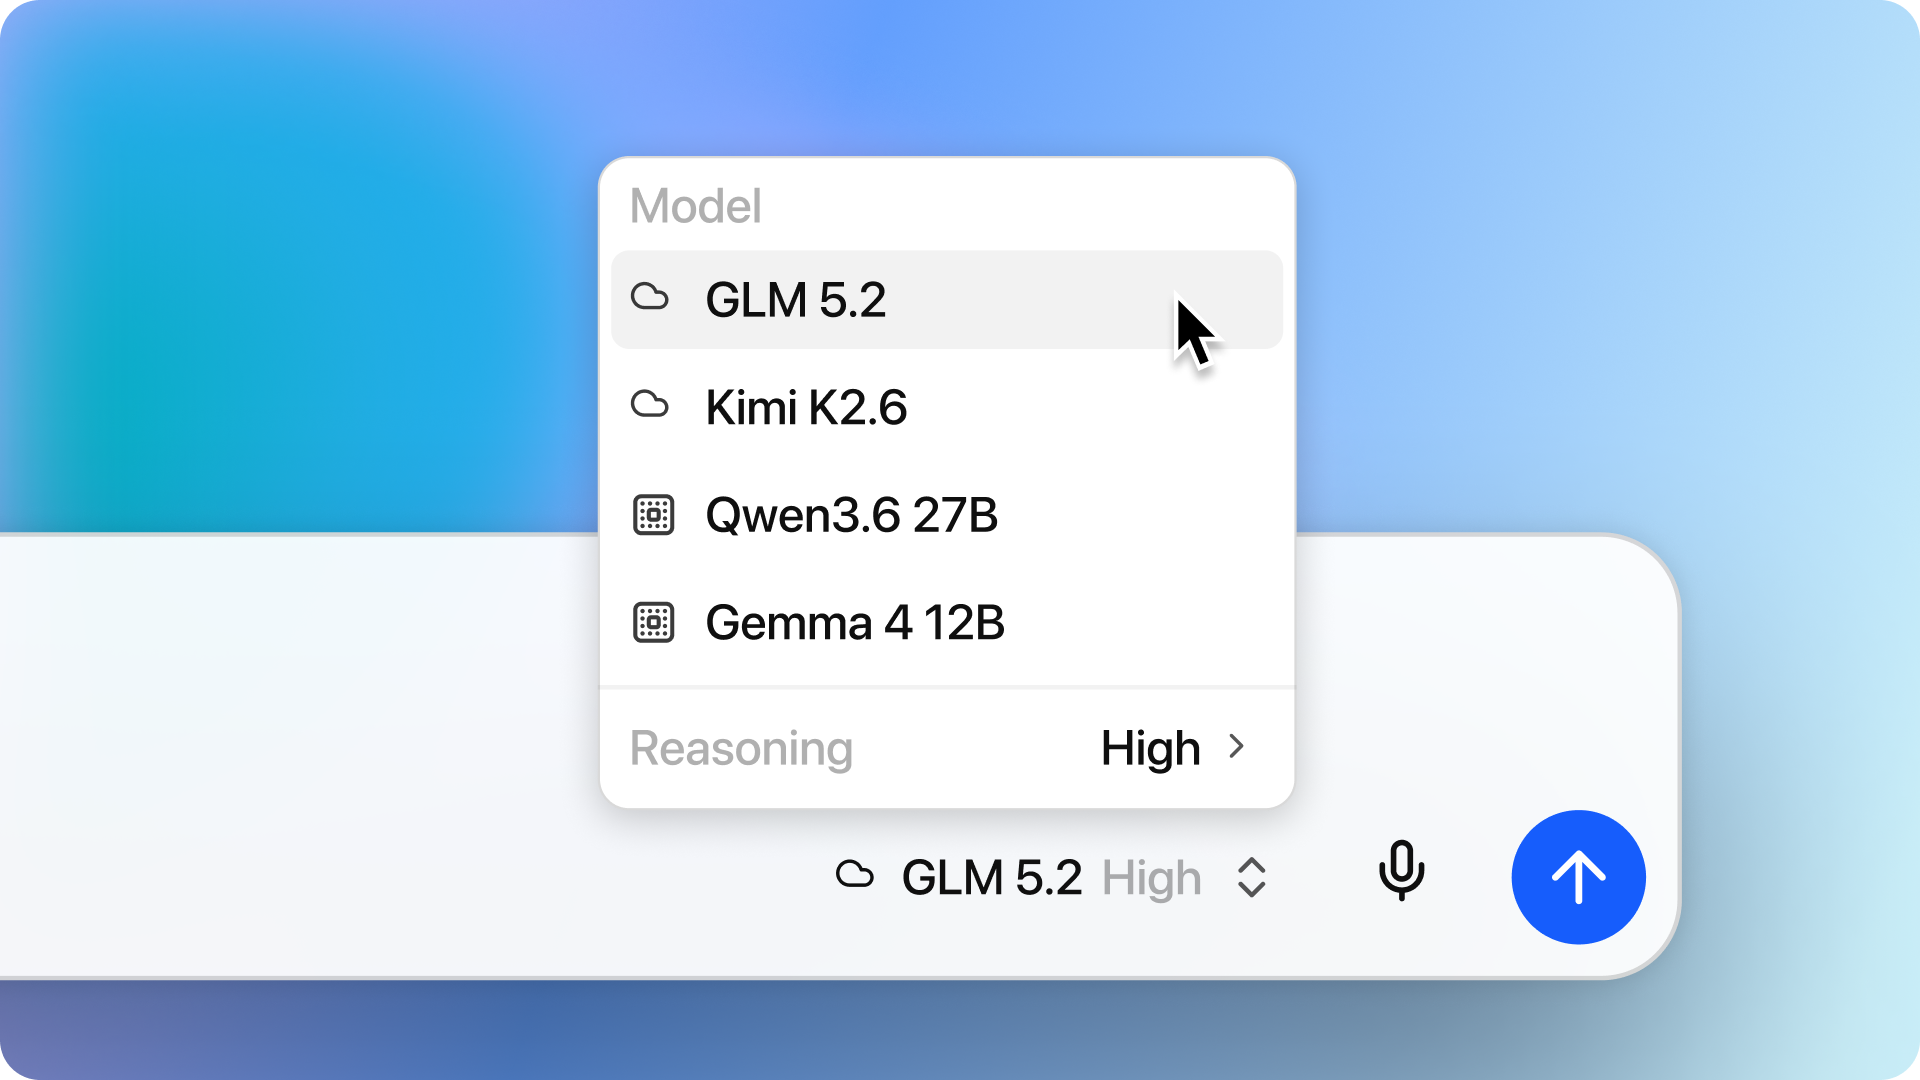 Model
GLM 5.2
Kimi K2.6
Qwen3.6 27B
Gemma 4 12B
Reasoning High
GLM 5.2 High